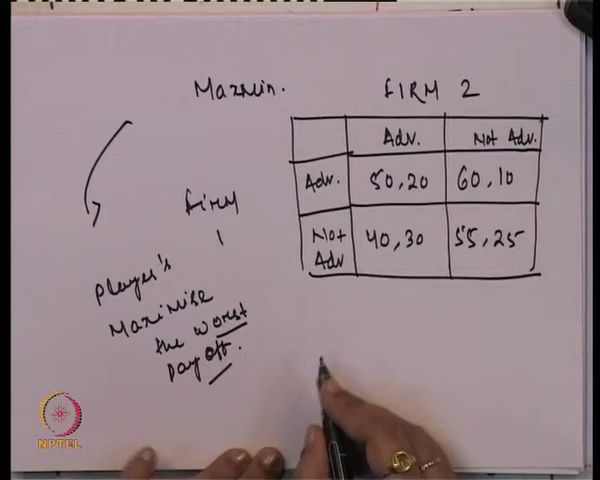 Maxmin.
FIRM 2
Adv. Not Adv.
Adv. 50,20 60,10
Not Adv 40,30 55,25
Firm
1
Player's
Maximise
the worst
pay off.
NPTEL